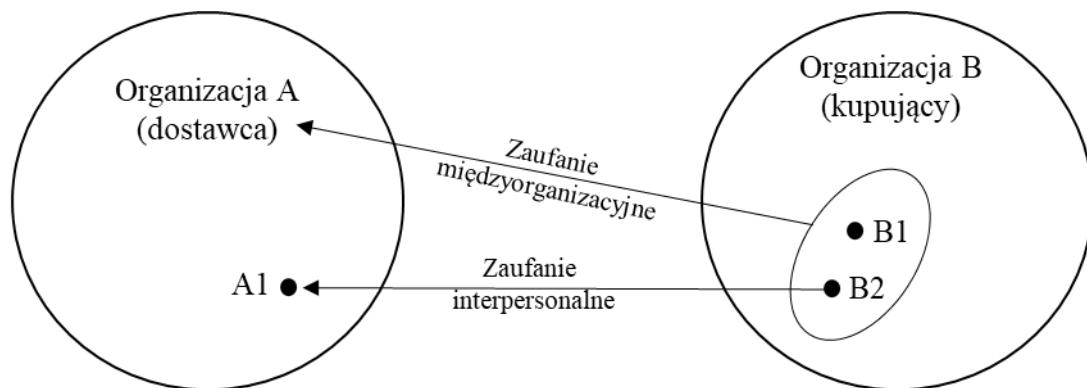 Organizacja A
(dostawca)
Organizacja B
(kupujący)
Zaufanie
międzyorganizacyjne
B1
A1
Zaufanie
interpersonalne
B2